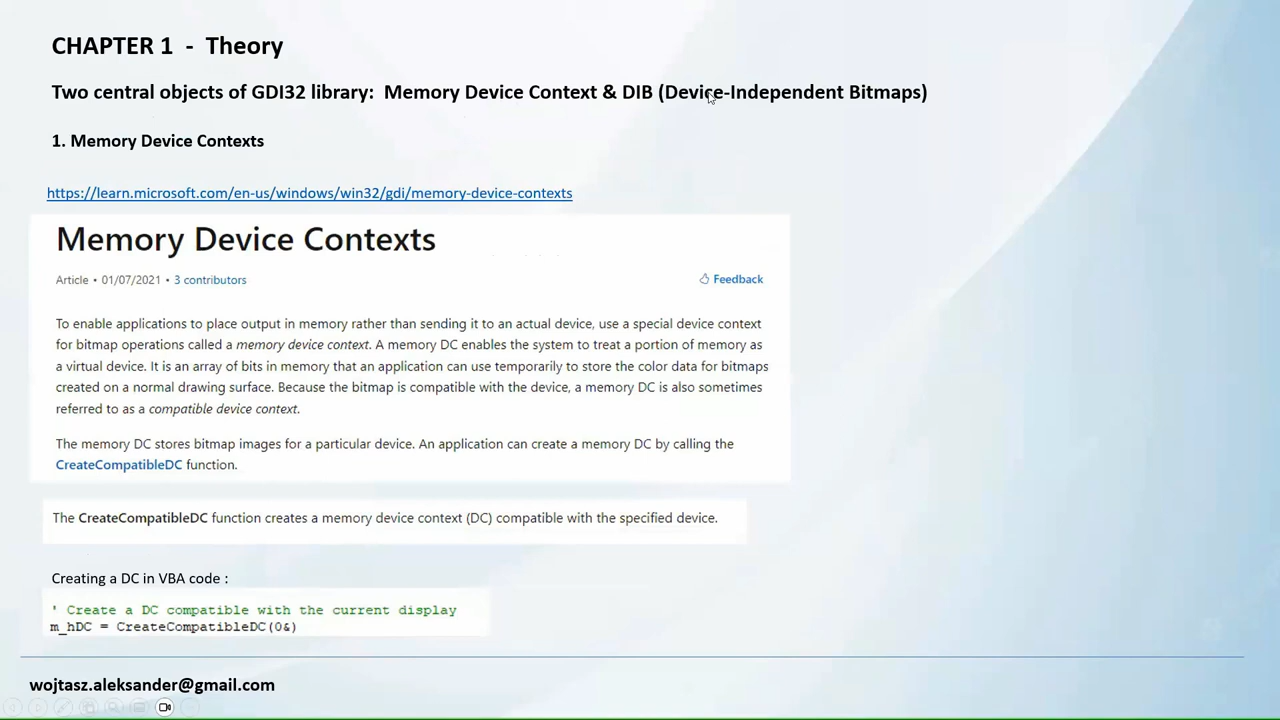 CHAPTER 1 - Theory
Two central objects of GDI32 library: Memory Device Context & DIB (Device-Independent Bitmaps)
1. Memory Device Contexts
https://learn.microsoft.com/en-us/windows/win32/gdi/memory-device-contexts
Memory Device Contexts
Article • 01/07/2021 • 3 contributors
Feedback
To enable applications to place output in memory rather than sending it to an actual device, use a special device context
for bitmap operations called a memory device context. A memory DC enables the system to treat a portion of memory as
a virtual device. It is an array of bits in memory that an application can use temporarily to store the color data for bitmaps
created on a normal drawing surface. Because the bitmap is compatible with the device, a memory DC is also sometimes
referred to as a compatible device context.
The memory DC stores bitmap images for a particular device. An application can create a memory DC by calling the
CreateCompatibleDC function.
The CreateCompatibleDC function creates a memory device context (DC) compatible with the specified device.
Creating a DC in VBA code :
' Create a DC compatible with the current display
m_hDC = CreateCompatibleDC(0&)
wojtasz.aleksander@gmail.com